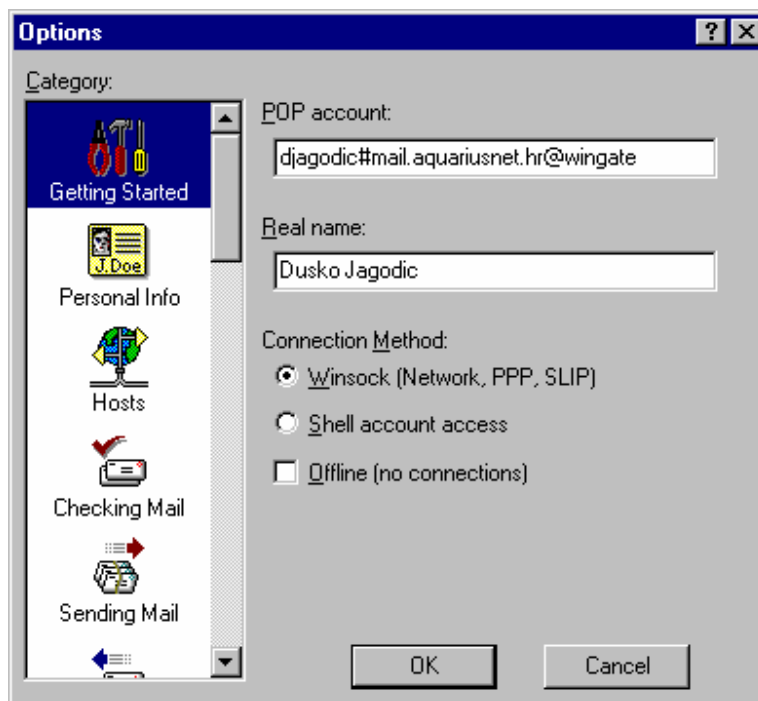 Options
Category:
Getting Started
J.Doe
Personal Info
Hosts
Checking Mail
Sending Mail
POP account:
djagodic#mail.aquariusnet.hr@wingate
Real name:
Dusko Jagodic
Connection Method:
Winsock (Network, PPP, SLIP)
Shell account access
Offline (no connections)
OK
Cancel